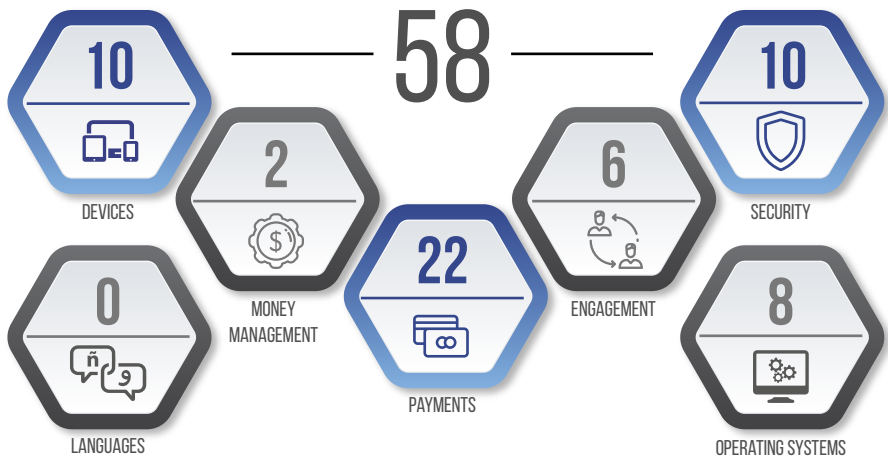 58
10
DEVICES
2
MONEY
MANAGEMENT
22
PAYMENTS
6
ENGAGEMENT
10
SECURITY
0
ñ
و
LANGUAGES
8
OPERATING SYSTEMS
$